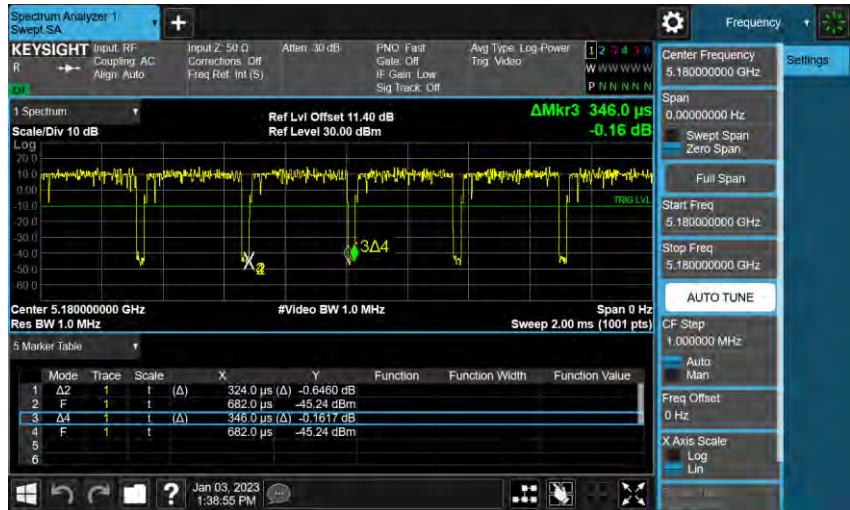 Spectrum Analyzer 1
Swept SA
+
Frequency
KEYSIGHT Input: RF Input Z: 50 Ω Atten: 30 dB PNO: Fast Avg Type: Log-Power 1 2 3 4 5 6
R Coupling: AC Corrections: Off Gate: Off Trig: Video W W W W W W
Align: Auto Freq Ref: Int (S) IF Gain: Low
Sig Track: Off P N N N N N
Settings
1 Spectrum
Ref Lvl Offset 11.40 dB ΔMkr3 346.0 µs
Scale/Div 10 dB Ref Level 30.00 dBm -0.16 dB
Log
20.0
10.0
0.00
-10.0
TRIG LVL
-20.0
-30.0
-40.0
-50.0
-60.0
3Δ4
X
Center 5.180000000 GHz #Video BW 1.0 MHz Span 0 Hz
Res BW 1.0 MHz Sweep 2.00 ms (1001 pts)
5 Marker Table
Mode Trace Scale X Y Function Function Width Function Value
1 Δ2 1 t (Δ) 324.0 µs (Δ) -0.6460 dB
2 F 1 t 682.0 µs -45.24 dBm
3 Δ4 1 t (Δ) 346.0 µs (Δ) -0.1617 dB
4 F 1 t 682.0 µs -45.24 dBm
5
6
?
Jan 03, 2023
1:38:55 PM
Center Frequency
5.180000000 GHz
Span
0.00000000 Hz
Swept Span
Zero Span
Full Span
Start Freq
5.180000000 GHz
Stop Freq
5.180000000 GHz
AUTO TUNE
CF Step
1.000000 MHz
Auto
Man
Freq Offset
0 Hz
X Axis Scale
Log
Lin